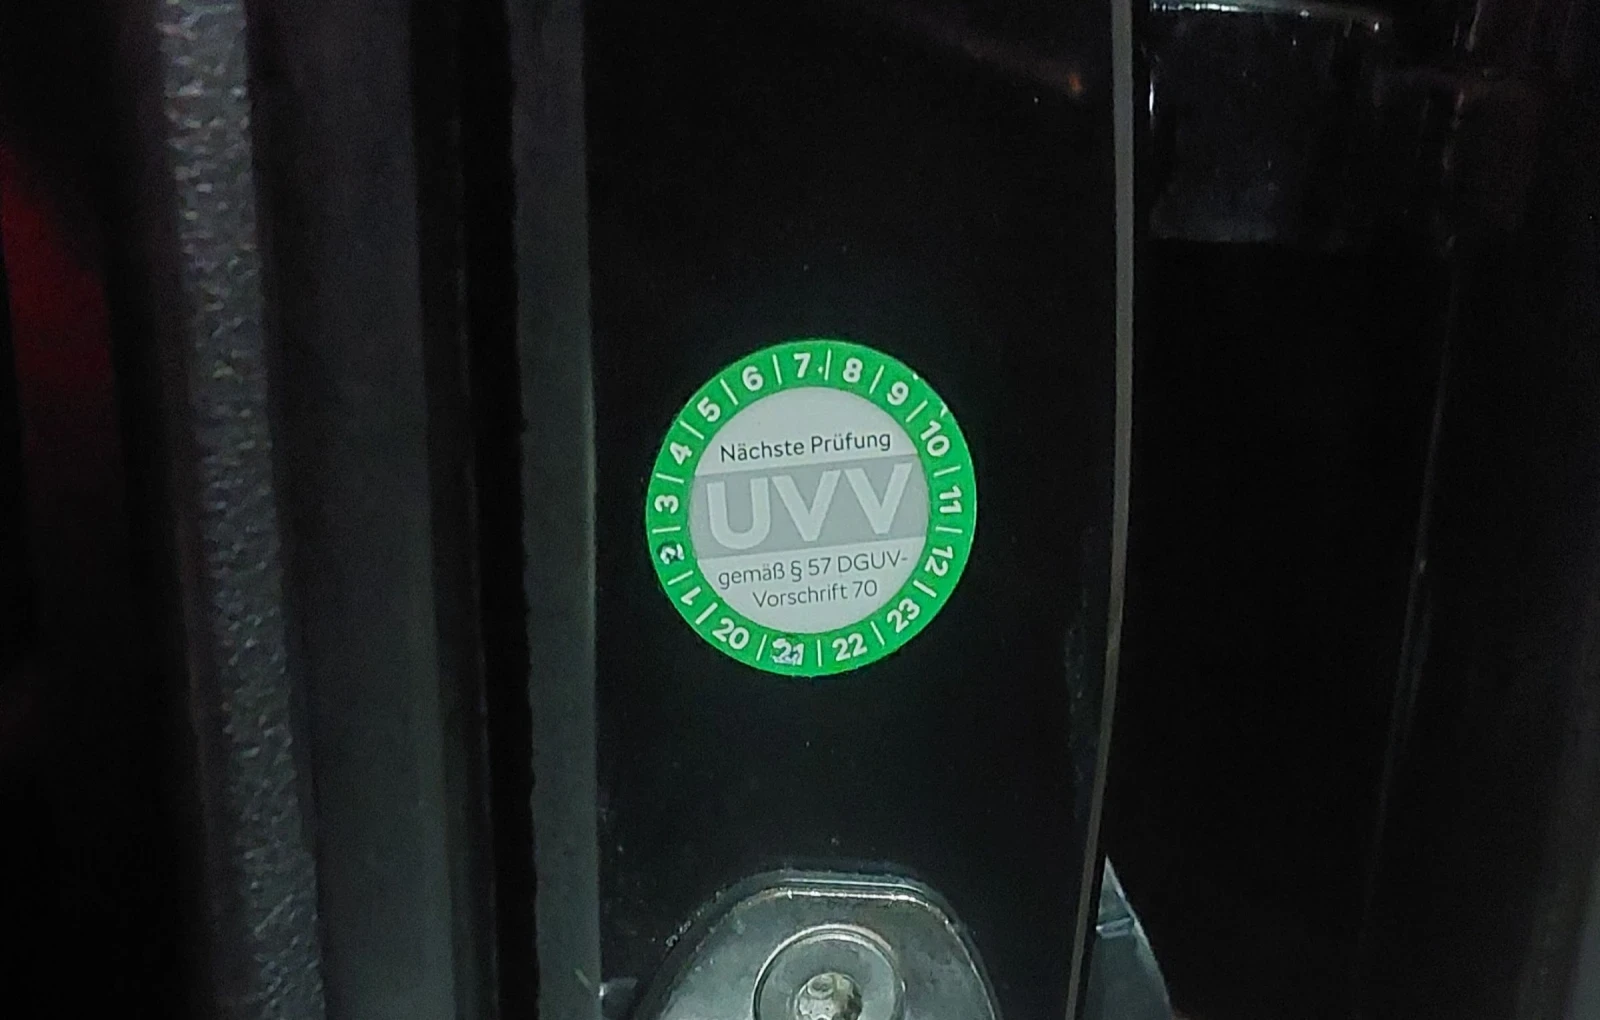 1 2 3 4 5 6 7 8 9 10 11 12
Nächste Prüfung
UVV
gemäß § 57 DGUV-
Vorschrift 70
20 21 22 23